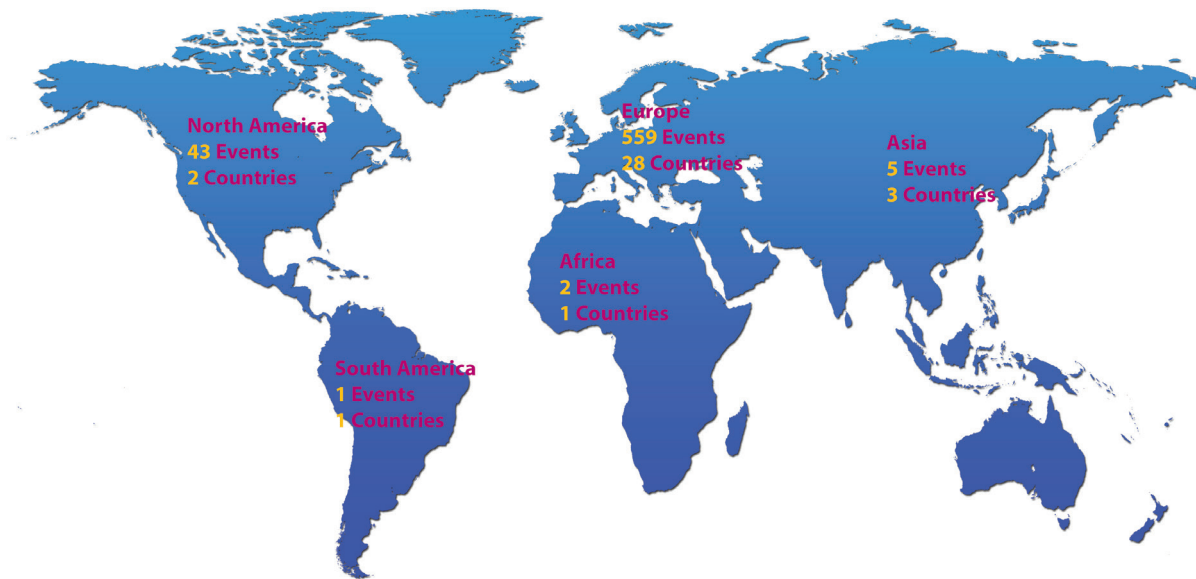 North America
43 Events
2 Countries
Europe
559 Events
28 Countries
Asia
5 Events
3 Countries
Africa
2 Events
1 Countries
South America
1 Events
1 Countries